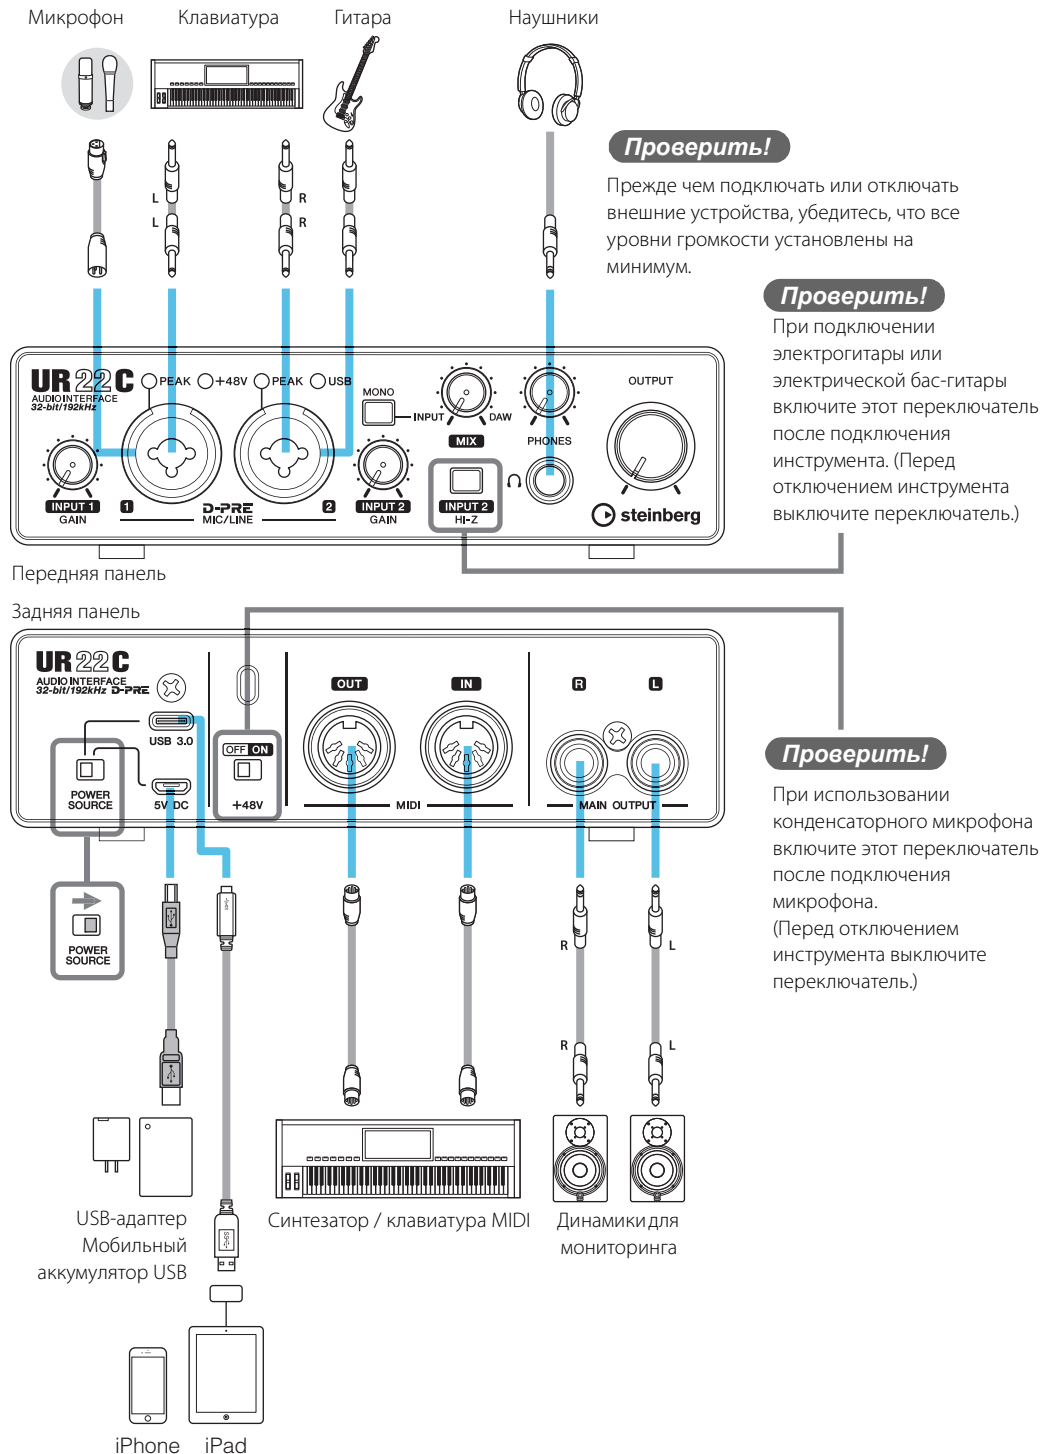 Микрофон
Клавиатура
Гитара
Наушники
Проверить!
Прежде чем подключать или отключать
внешние устройства, убедитесь, что все
уровни громкости установлены на
минимум.
L
R
L
R
Проверить!
При подключении
электрогитары или
электрической бас-гитары
включите этот переключатель
после подключения
инструмента. (Перед
отключением инструмента
выключите переключатель.)
UR22C
AUDIO INTERFACE
32-bit/192kHz
PEAK
+48V
PEAK
USB
MONO
INPUT
DAW
MIX
PHONES
OUTPUT
INPUT 1
GAIN
1
D-PRE
MIC/LINE
2
INPUT 2
GAIN
INPUT 2
HI-Z
steinberg
Передняя панель
Задняя панель
UR22C
AUDIO INTERFACE
32-bit/192kHz D-PRE
USB 3.0
POWER
SOURCE
5V DC
OFF ON
+48V
OUT
IN
MIDI
R
L
MAIN OUTPUT
Проверить!
При использовании
конденсаторного микрофона
включите этот переключатель
после подключения
микрофона.
(Перед отключением
инструмента выключите
переключатель.)
POWER
SOURCE
R
L
R
L
USB-адаптер
Мобильный
аккумулятор USB
Синтезатор / клавиатура MIDI
Динамики для
мониторинга
iPhone
iPad